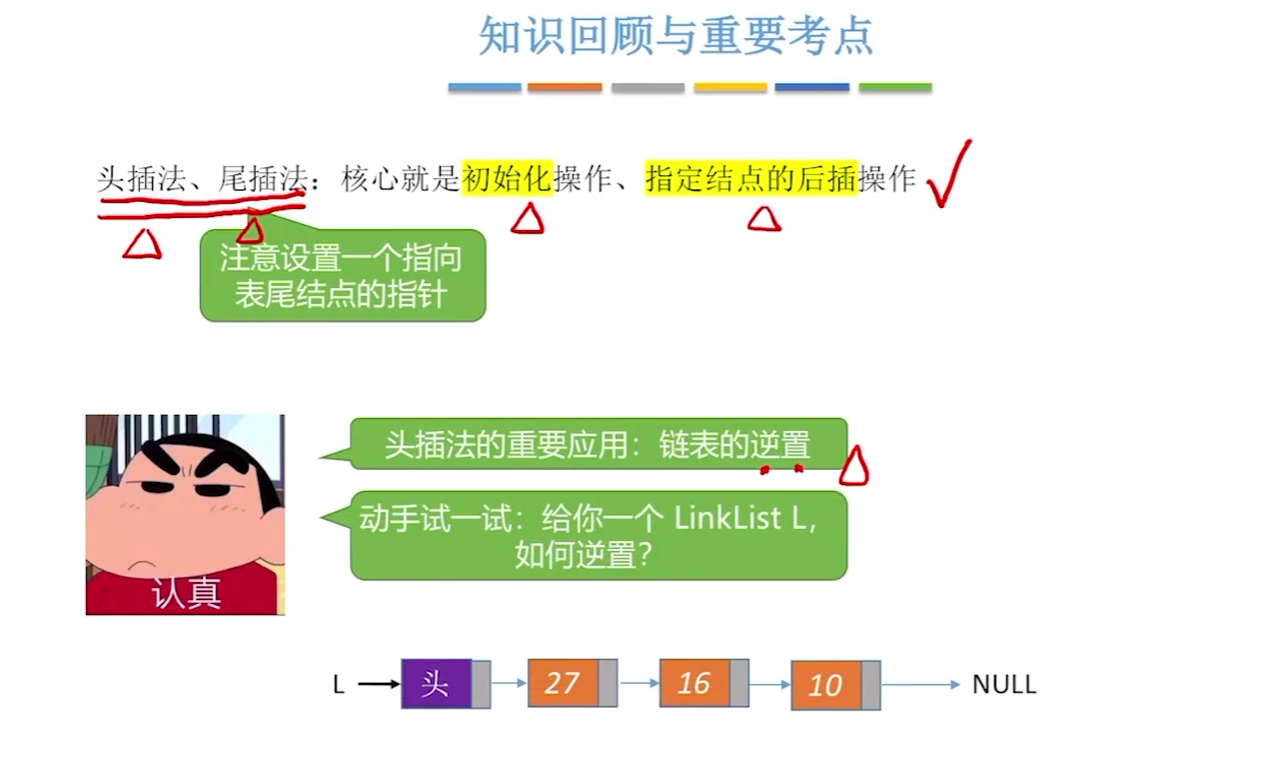 知识回顾与重要考点
头插法、尾插法：核心就是初始化操作、指定结点的后插操作
注意设置一个指向
表尾结点的指针
头插法的重要应用：链表的逆置
动手试一试：给你一个 LinkList L，
如何逆置？
认真
L 头 27 16 10 NULL